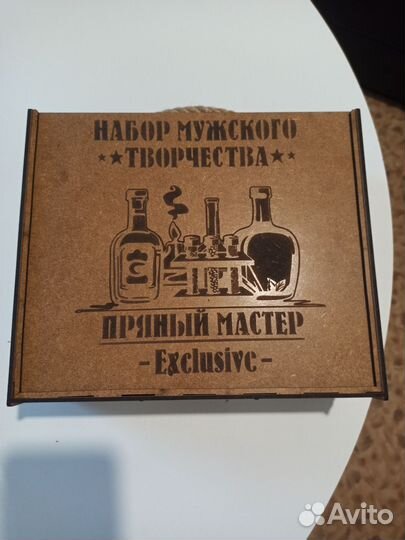 НАБОР МУЖСКОГО
★★ТВОРЧЕСТВА★★
ПРЯНЫЙ МАСТЕР
-Exclusive-
Avito